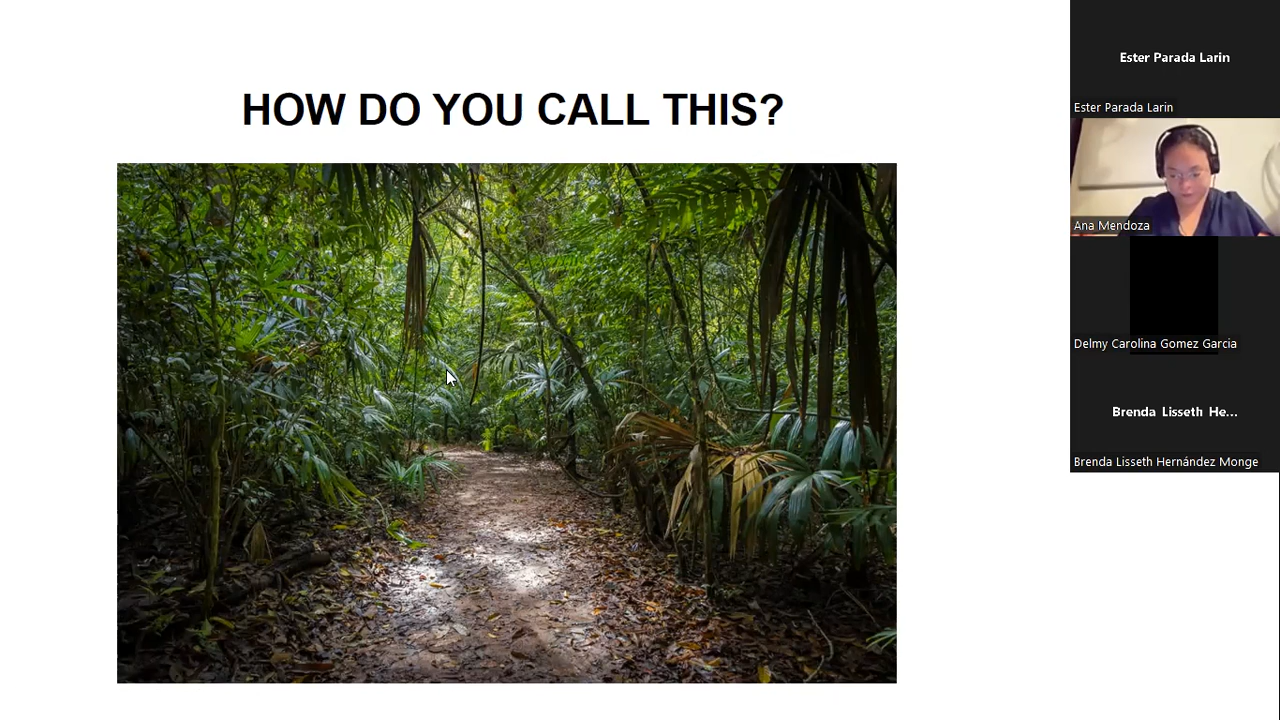 HOW DO YOU CALL THIS?
Ester Parada Larin
Ester Parada Larin
Ana Mendoza
Delmy Carolina Gomez Garcia
Brenda Lisseth He...
Brenda Lisseth Hernández Monge